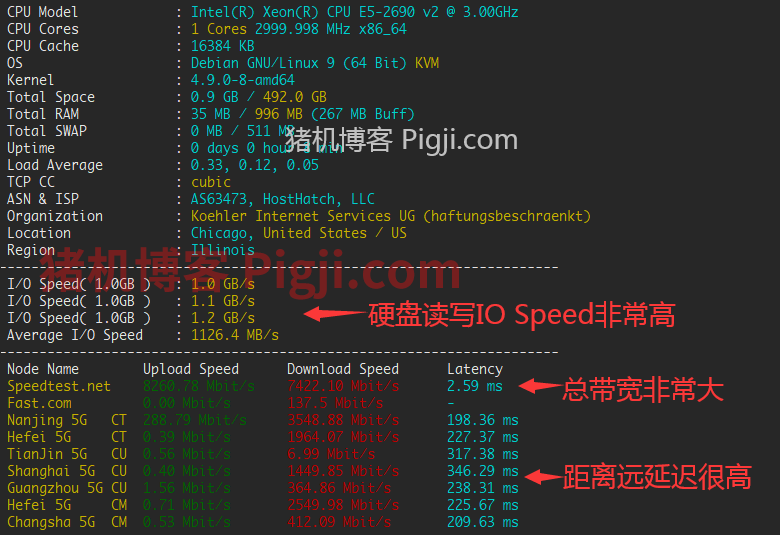 CPU Model : Intel(R) Xeon(R) CPU E5-2690 v2 @ 3.00GHz
CPU Cores : 1 Cores 2999.998 MHz x86_64
CPU Cache : 16384 KB
OS : Debian GNU/Linux 9 (64 Bit) KVM
Kernel : 4.9.0-8-amd64
Total Space : 0.9 GB / 492.0 GB
Total RAM : 35 MB / 996 MB (267 MB Buff)
Total SWAP : 0 MB / 511 MB
猪机博客 Pigji.com
Uptime : 0 days 0 hour 3 min
Load Average : 0.33, 0.12, 0.05
TCP CC : cubic
ASN & ISP : AS63473, HostHatch, LLC
Organization : Koehler Internet Services UG (haftungsbeschraenkt)
Location : Chicago, United States / US
Region : Illinois
猪机博客 Pigji.com
I/O Speed( 1.0GB ) : 1.0 GB/s
I/O Speed( 1.0GB ) : 1.1 GB/s
I/O Speed( 1.0GB ) : 1.2 GB/s
硬盘读写IO Speed非常高
Average I/O Speed : 1126.4 MB/s
Node Name Upload Speed Download Speed Latency
Speedtest.net 8260.78 Mbit/s 7422.10 Mbit/s 2.59 ms
总带宽非常大
Fast.com 0.00 Mbit/s 137.5 Mbit/s -
Nanjing 5G CT 288.79 Mbit/s 3548.88 Mbit/s 198.36 ms
Hefei 5G CT 0.39 Mbit/s 1964.07 Mbit/s 227.37 ms
TianJin 5G CU 0.56 Mbit/s 6.99 Mbit/s 317.38 ms
Shanghai 5G CU 0.40 Mbit/s 1449.85 Mbit/s 346.29 ms
距离远延迟很高
Guangzhou 5G CU 1.56 Mbit/s 364.86 Mbit/s 238.31 ms
Hefei 5G CM 0.71 Mbit/s 2549.98 Mbit/s 225.67 ms
Changsha 5G CM 0.53 Mbit/s 412.09 Mbit/s 209.63 ms